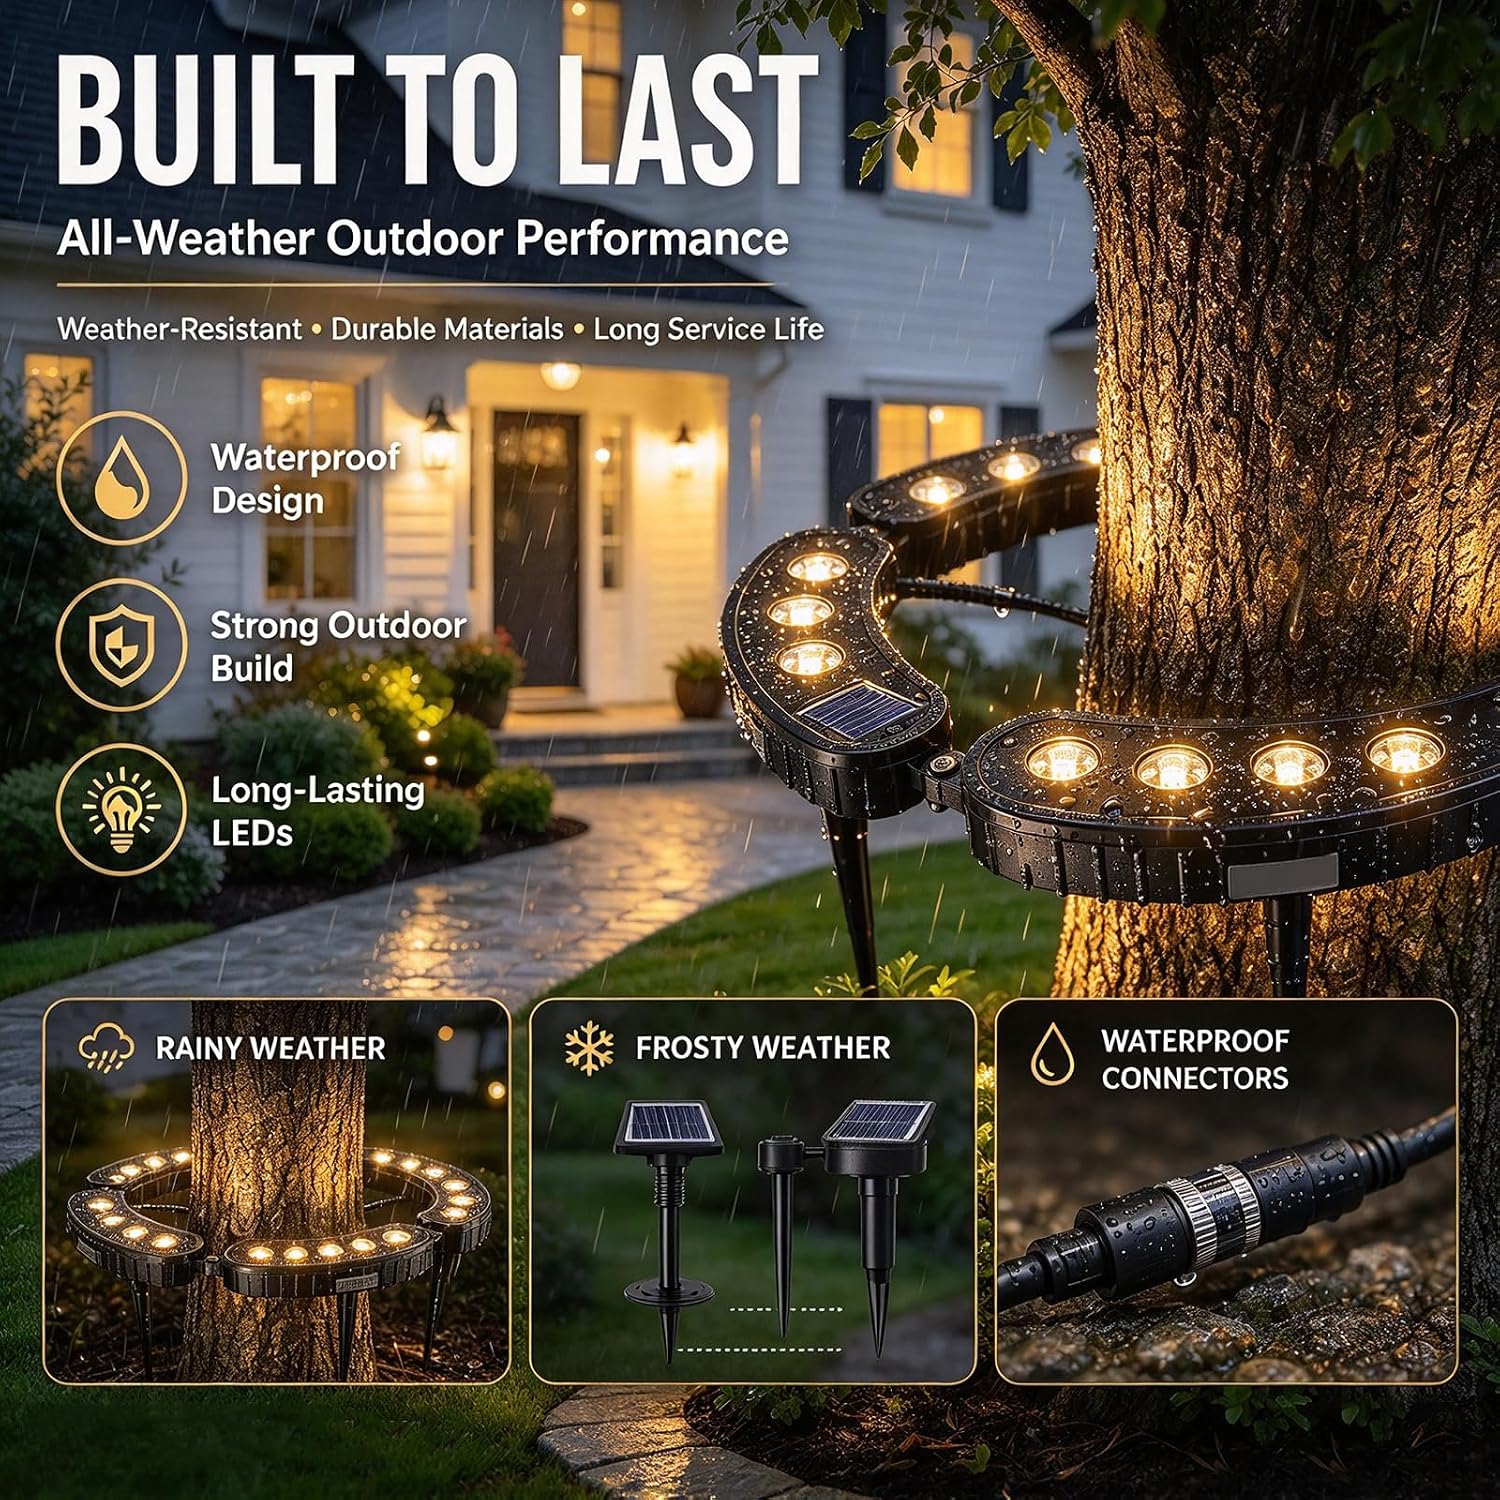 BUILT TO LAST
All-Weather Outdoor Performance
Weather-Resistant • Durable Materials • Long Service Life
Waterproof
Design
Strong Outdoor
Build
Long-Lasting
LEDs
RAINY WEATHER
FROSTY WEATHER
WATERPROOF
CONNECTORS